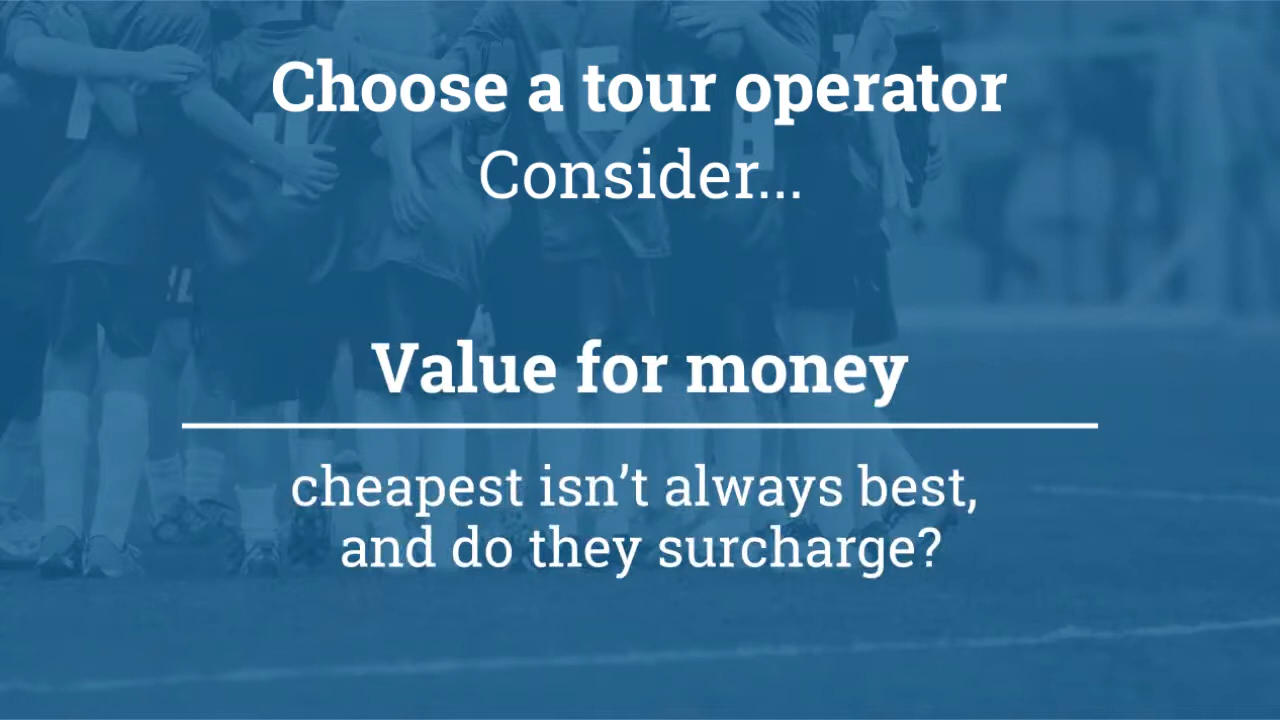 Choose a tour operator
Consider...
Value for money
cheapest isn’t always best,
and do they surcharge?